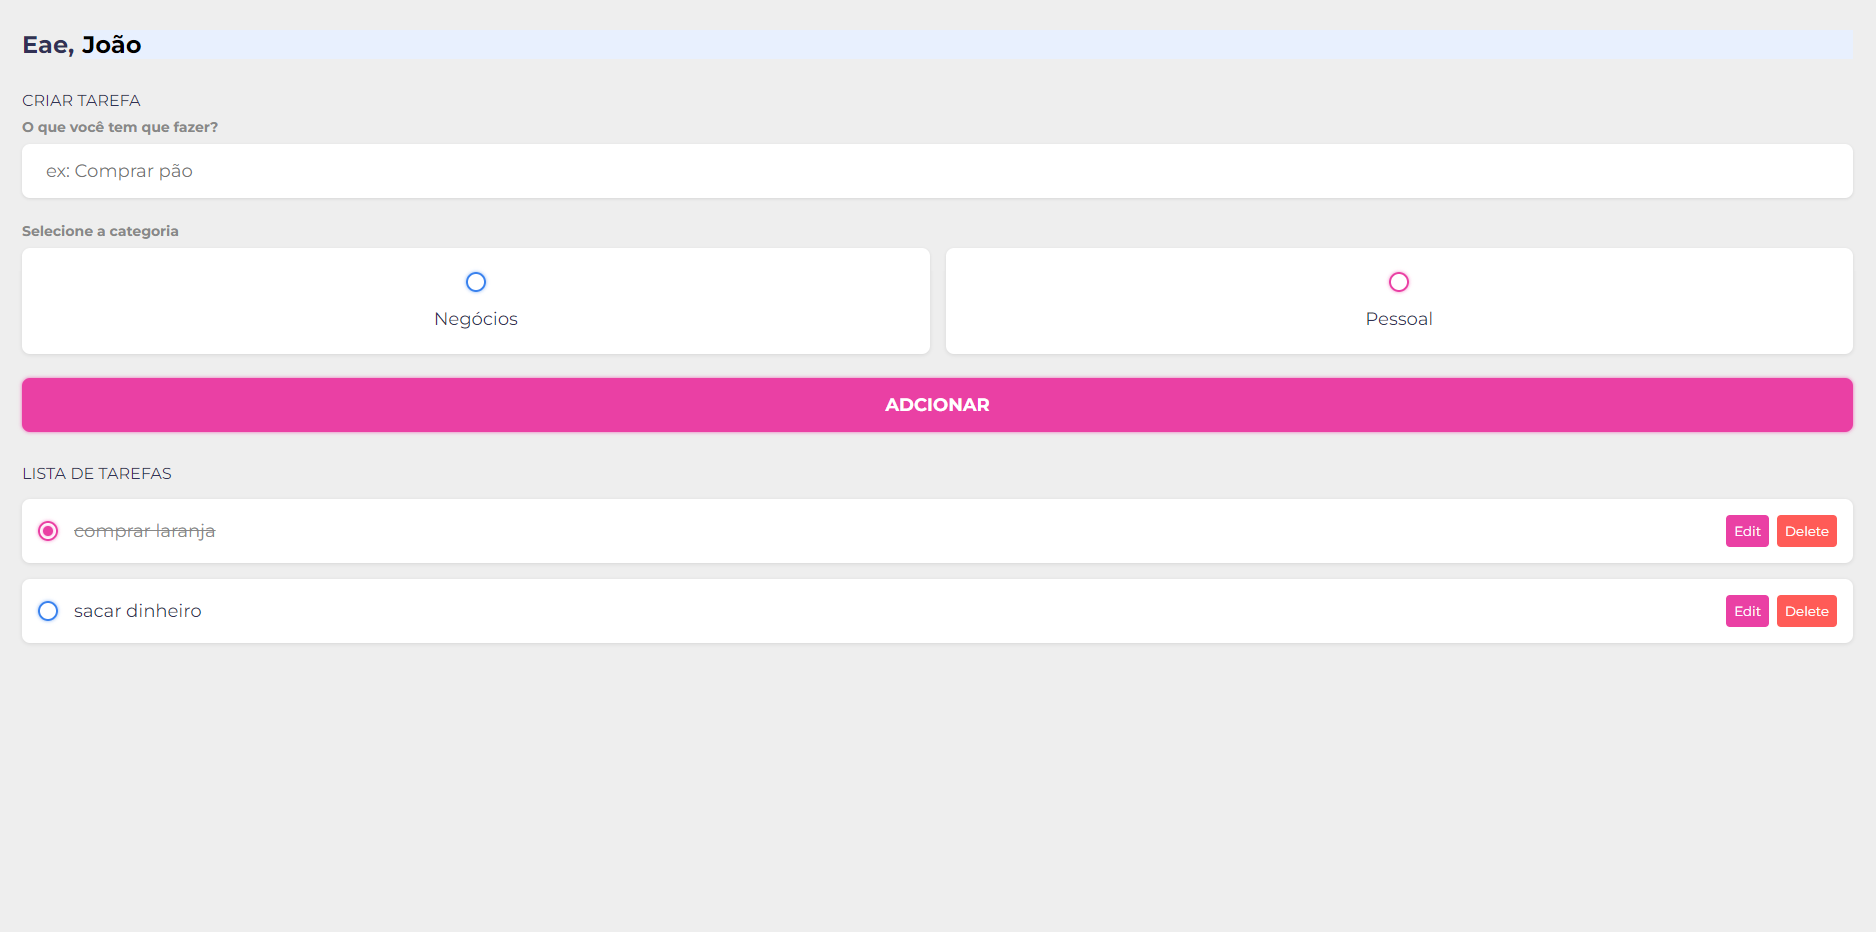 Eae, João
CRIAR TAREFA
O que você tem que fazer?
ex: Comprar pão
Selecione a categoria
Negócios
Pessoal
ADCIONAR
LISTA DE TAREFAS
comprar laranja
Edit
Delete
sacar dinheiro
Edit
Delete